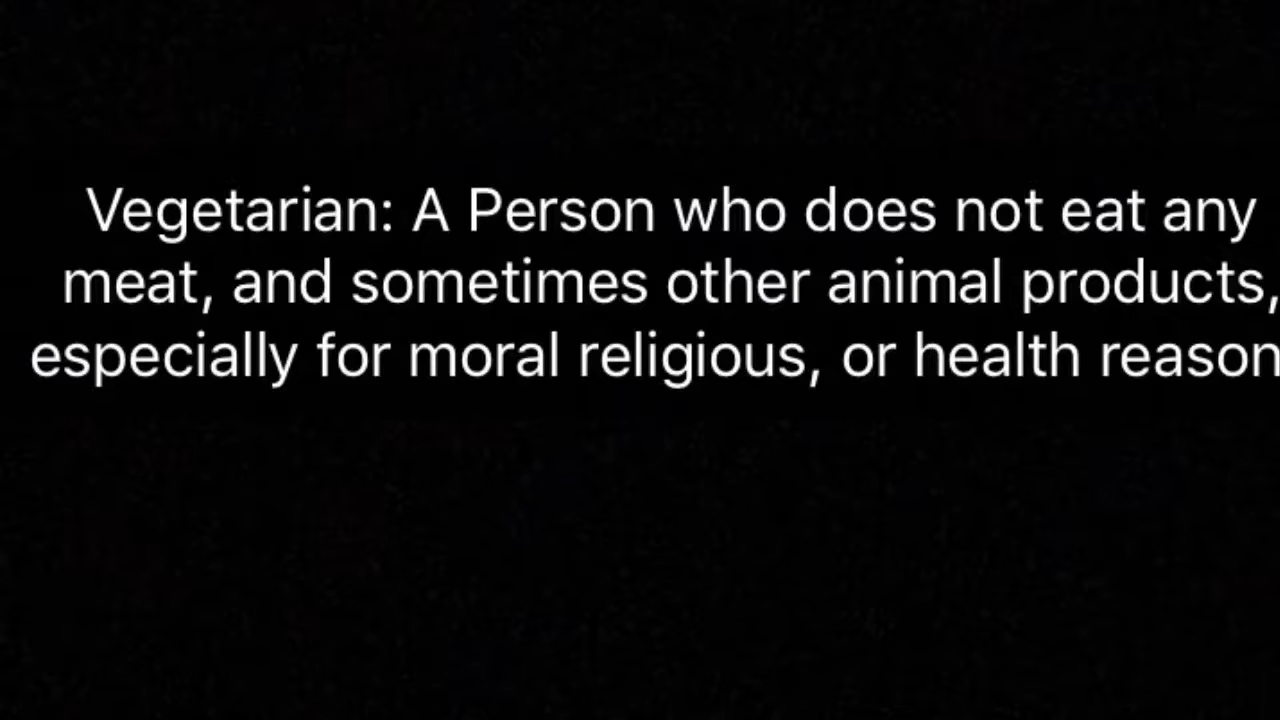 Vegetarian: A Person who does not eat any
meat, and sometimes other animal products,
especially for moral religious, or health reason